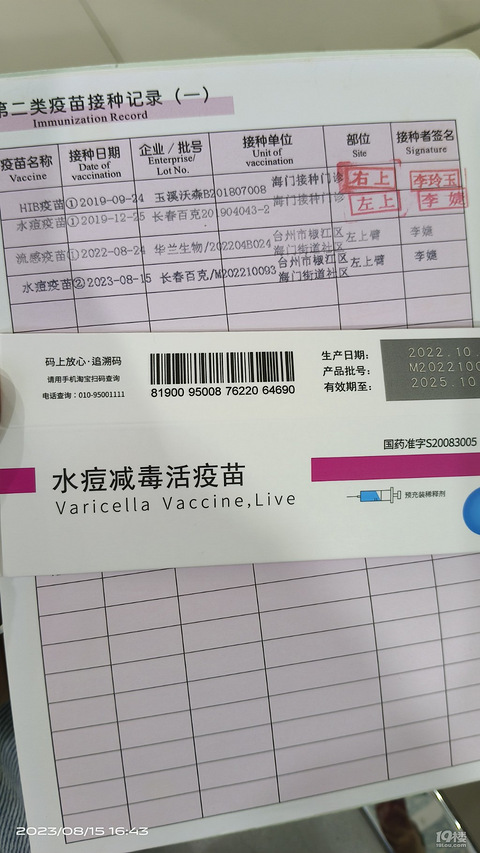 第二类疫苗接种记录（一）
Immunization Record
疫苗名称 接种日期 企业 / 批号 接种单位 部位 接种者签名
Vaccine Date of vaccination Enterprise/ Lot No. Unit of vaccination Site Signature
HIB疫苗 ① 2019-09-24 玉溪沃森B201807008 海门接种门诊 右上 李玲玉
水痘疫苗 ① 2019-12-25 长春百克201904043-2 海门接种门诊 左上 李婕
流感疫苗 ① 2022-08-24 华兰生物/202204B024 台州市椒江区海门街道社区 左上臂 李婕
水痘疫苗 ② 2023-08-15 长春百克/M202210093 台州市椒江区海门街道社区 左上臂 李婕
码上放心·追溯码
请用手机淘宝扫码查询
电话查询：010-95001111
81900 95008 76220 64690
生产日期： 2022.10.
产品批号： M2022100
有效期至： 2025.10
国药准字S20083005
水痘减毒活疫苗
Varicella Vaccine,Live
预充装稀释剂
2023/08/15 16:43
19楼
19lou.com